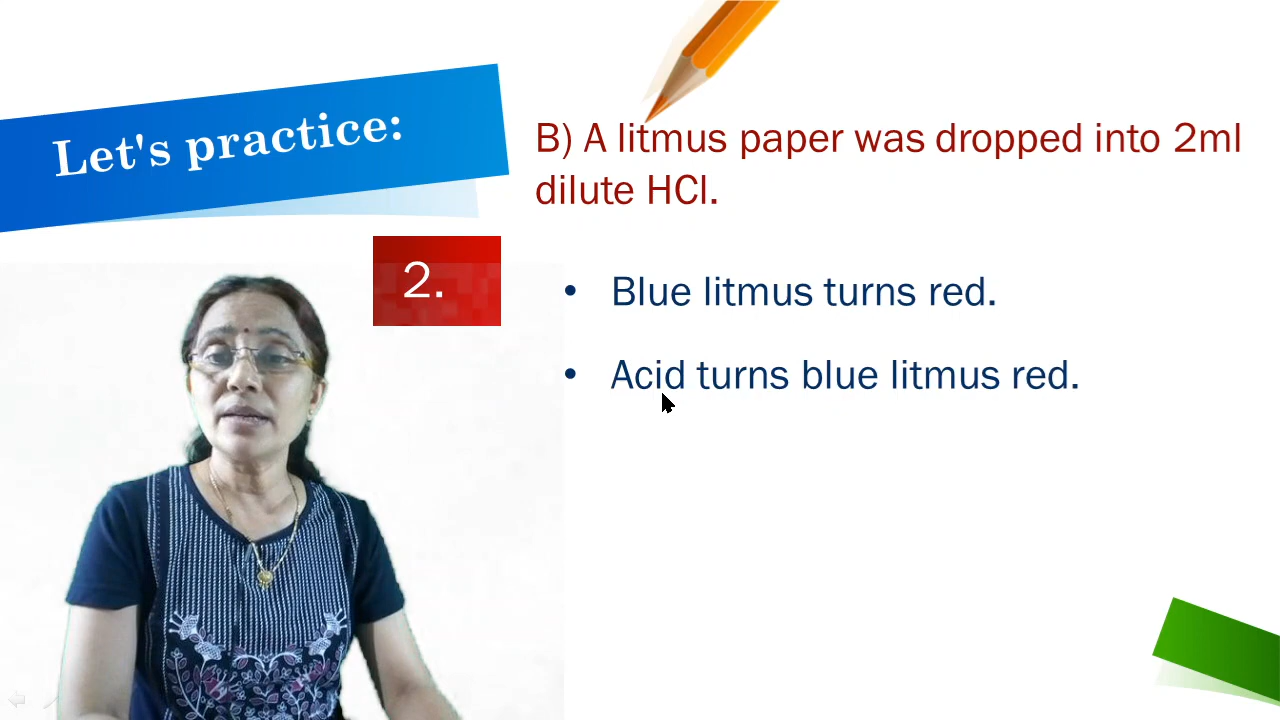 Let's practice:
B) A litmus paper was dropped into 2ml
dilute HCl.
2.
• Blue litmus turns red.
• Acid turns blue litmus red.